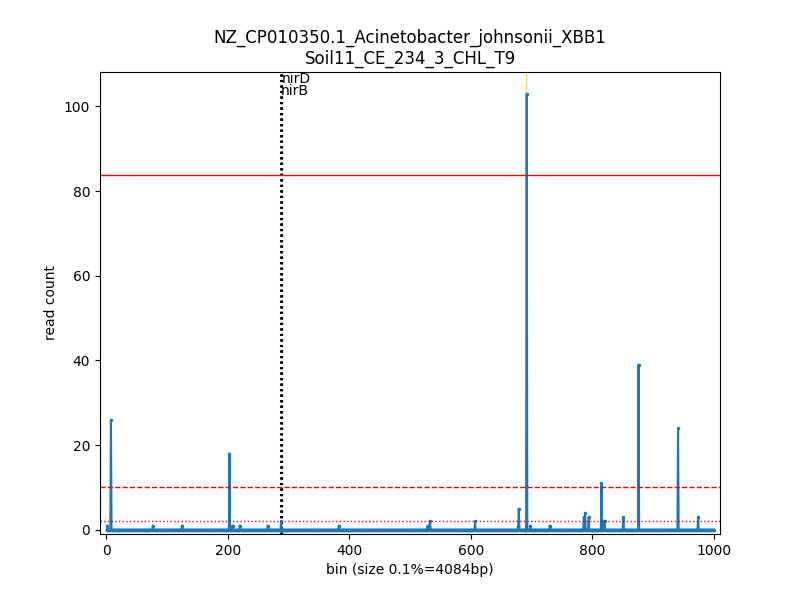 NZ_CP010350.1_Acinetobacter_johnsonii_XBB1
Soil11_CE_234_3_CHL_T9
nirD
nirB
100
80
60
40
20
0
read count
0 200 400 600 800 1000
bin (size 0.1%=4084bp)